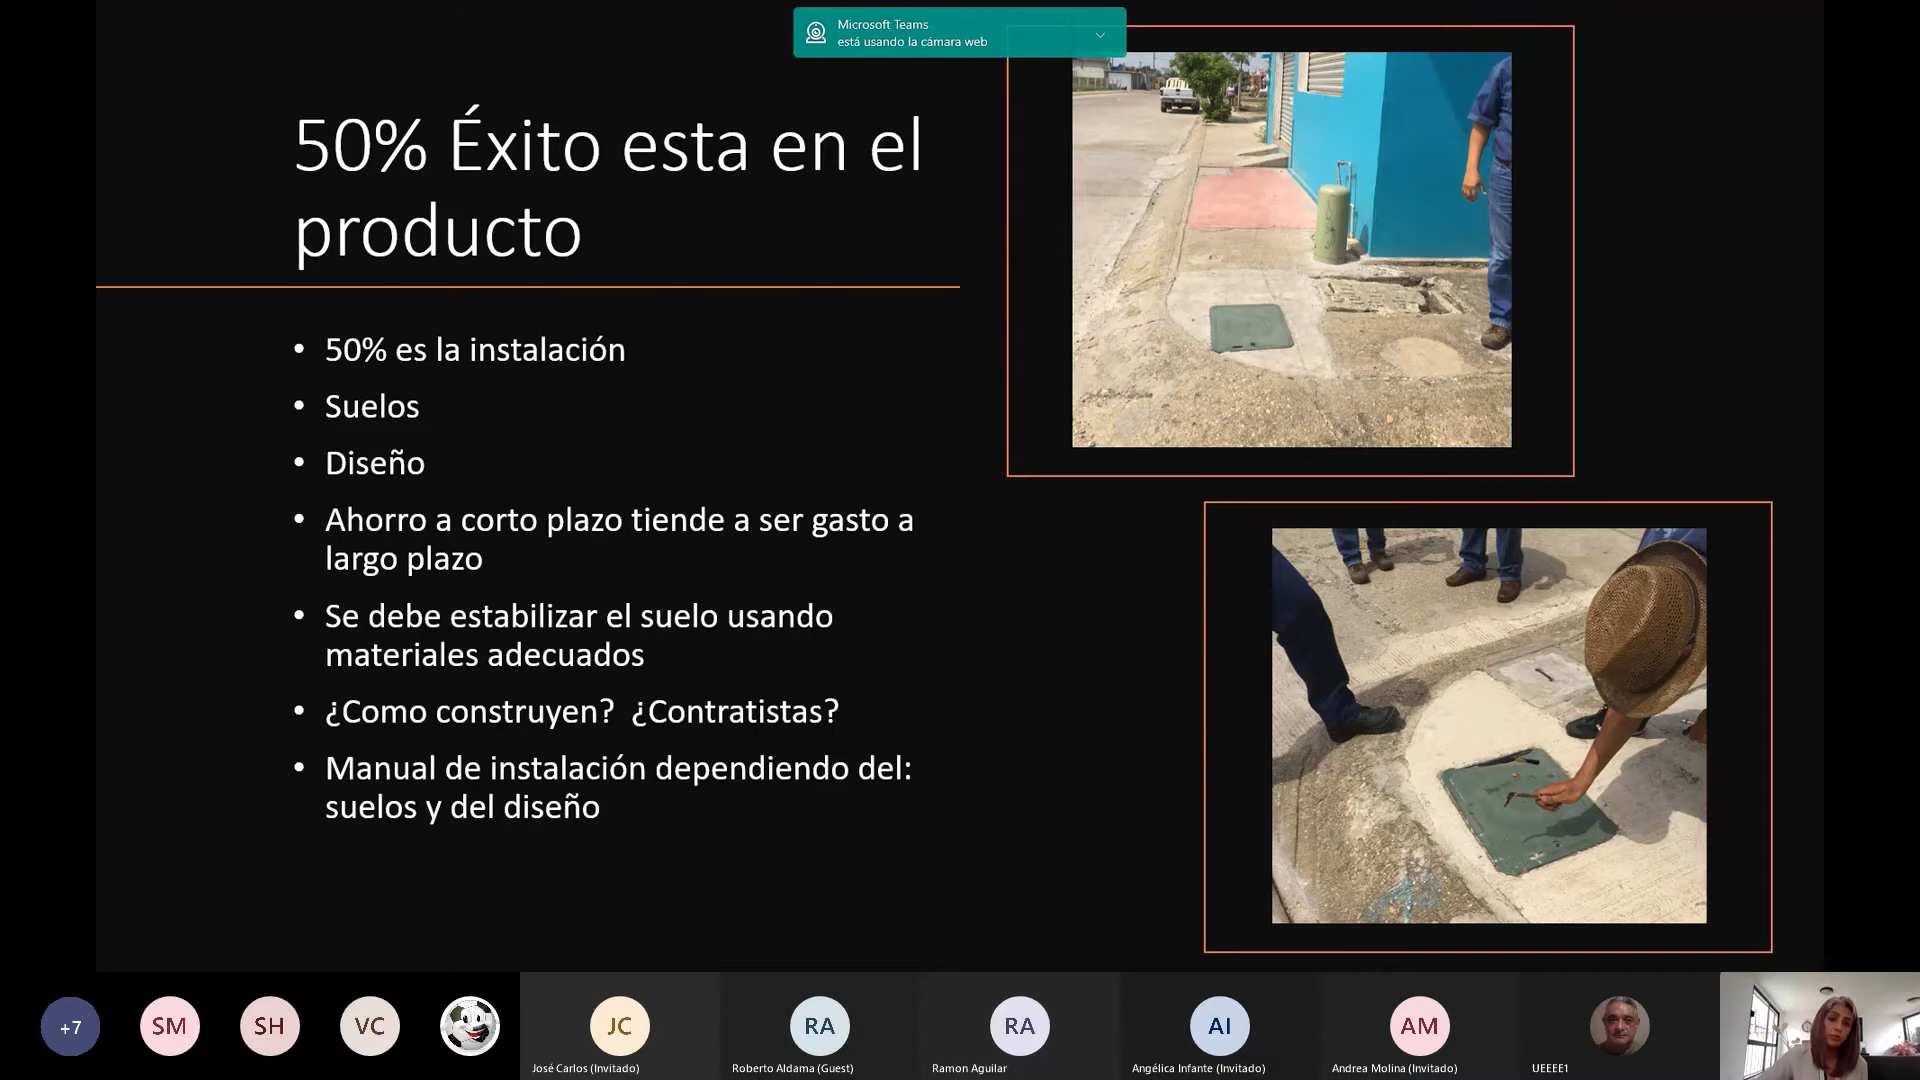 Microsoft Teams
está usando la cámara web
50% Éxito esta en el
producto
• 50% es la instalación
• Suelos
• Diseño
• Ahorro a corto plazo tiende a ser gasto a
largo plazo
• Se debe estabilizar el suelo usando
materiales adecuados
• ¿Como construyen?  ¿Contratistas?
• Manual de instalación dependiendo del:
suelos y del diseño
+7
SM
SH
VC
JC
RA
RA
AI
AM
José Carlos (Invitado)
Roberto Aldama (Guest)
Ramon Aguilar
Angélica Infante (Invitado)
Andrea Molina (Invitado)
UEEEE1